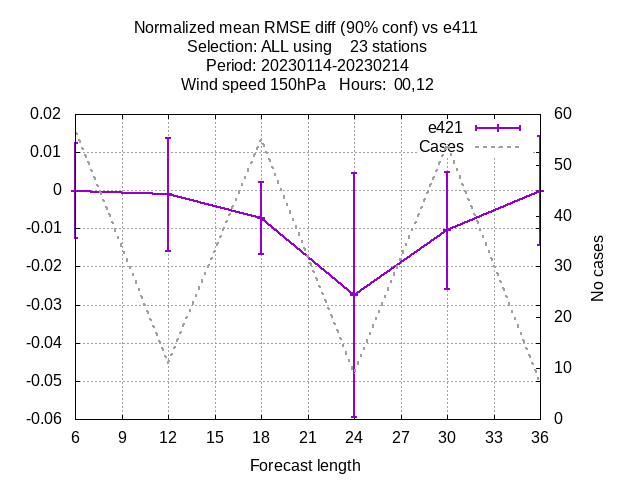 Normalized mean RMSE diff (90% conf) vs e411
Selection: ALL using    23 stations
Period: 20230114-20230214
Wind speed 150hPa   Hours:  00,12
0.02
0.01
0
-0.01
-0.02
-0.03
-0.04
-0.05
-0.06
e421
Cases
60
50
40
30
20
10
0
No cases
6 9 12 15 18 21 24 27 30 33 36
Forecast length